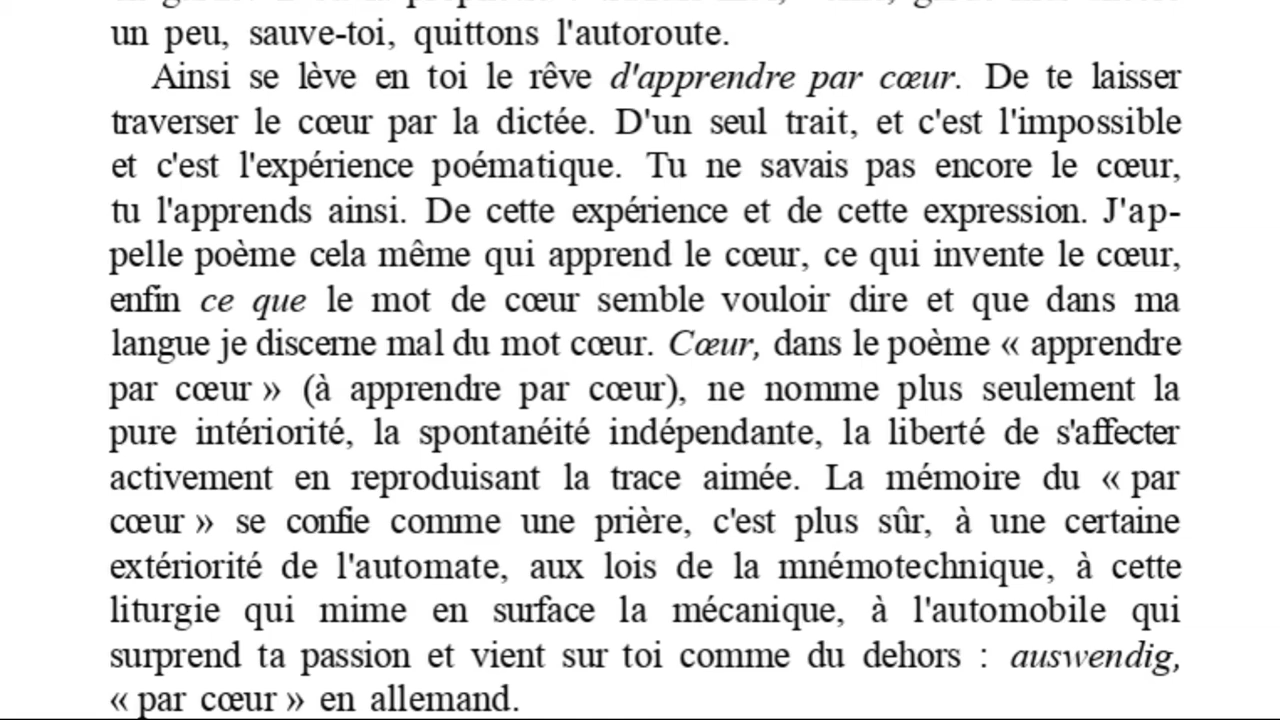 un peu, sauve-toi, quittons l'autoroute.
Ainsi se lève en toi le rêve d'apprendre par cœur. De te laisser
traverser le cœur par la dictée. D'un seul trait, et c'est l'impossible
et c'est l'expérience poématique. Tu ne savais pas encore le cœur,
tu l'apprends ainsi. De cette expérience et de cette expression. J'ap-
pelle poème cela même qui apprend le cœur, ce qui invente le cœur,
enfin ce que le mot de cœur semble vouloir dire et que dans ma
langue je discerne mal du mot cœur. Cœur, dans le poème « apprendre
par cœur » (à apprendre par cœur), ne nomme plus seulement la
pure intériorité, la spontanéité indépendante, la liberté de s'affecter
activement en reproduisant la trace aimée. La mémoire du « par
cœur » se confie comme une prière, c'est plus sûr, à une certaine
extériorité de l'automate, aux lois de la mnémotechnique, à cette
liturgie qui mime en surface la mécanique, à l'automobile qui
surprend ta passion et vient sur toi comme du dehors : auswendig,
« par cœur » en allemand.